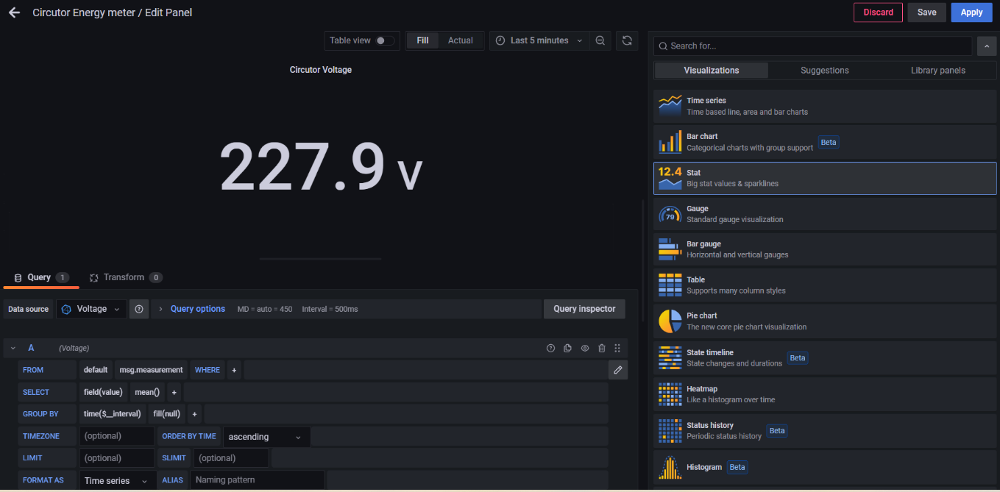 Circutor Energy meter / Edit Panel
Discard Save Apply
Table view Fill Actual Last 5 minutes
Circutor Voltage
227.9 V
Query 1 Transform 0
Data source Voltage Query options MD = auto = 450 Interval = 500ms Query inspector
A (Voltage)
FROM default msg.measurement WHERE +
SELECT field(value) mean() +
GROUP BY time($__interval) fill(null) +
TIMEZONE (optional) ORDER BY TIME ascending
LIMIT (optional) SLIMIT (optional)
FORMAT AS Time series ALIAS Naming pattern
Search for...
Visualizations Suggestions Library panels
Time series
Time based line, area and bar charts
Bar chart
Categorical charts with group support Beta
12.4 Stat
Big stat values & sparklines
Gauge
79 Standard gauge visualization
Bar gauge
Horizontal and vertical gauges
Table
Supports many column styles
Pie chart
The new core pie chart visualization
State timeline
State changes and durations Beta
Heatmap
Like a histogram over time
Status history
Periodic status history Beta
Histogram Beta